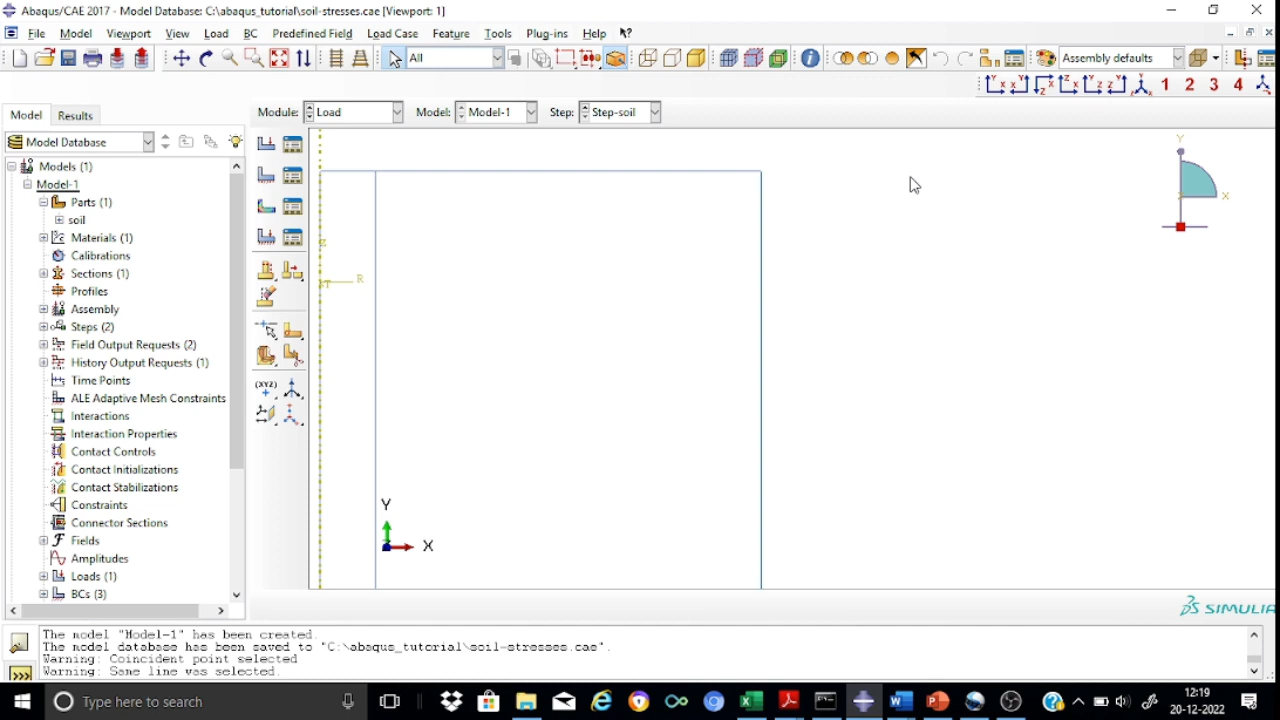 Abaqus/CAE 2017 - Model Database: C:\abaqus_tutorial\soil-stresses.cae [Viewport: 1]
File Model Viewport View Load BC Predefined Field Load Case Feature Tools Plug-ins Help
All
Assembly defaults
1 2 3 4
Model Results
Module: Load Model: Model-1 Step: Step-soil
Model Database
Models (1)
Model-1
Parts (1)
soil
Materials (1)
Calibrations
Sections (1)
Profiles
Assembly
Steps (2)
Field Output Requests (2)
History Output Requests (1)
Time Points
ALE Adaptive Mesh Constraints
Interactions
Interaction Properties
Contact Controls
Contact Initializations
Contact Stabilizations
Constraints
Connector Sections
Fields
Amplitudes
Loads (1)
BCs (3)
(XYZ)
Z
T
R
Y
X
Y
X
SIMULIA
The model "Model-1" has been created.
The model database has been saved to "C:\abaqus_tutorial\soil-stresses.cae".
Warning: Coincident point selected
Warning: Same line was selected.
Type here to search
12:19
20-12-2022